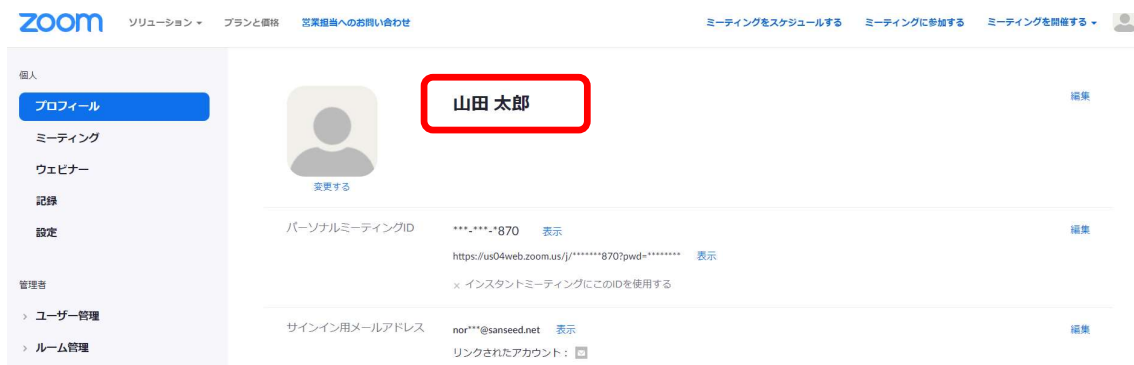 zoom ソリューション プランと価格 営業担当へのお問い合わせ ミーティングをスケジュールする ミーティングに参加する ミーティングを開催する
個人
プロフィール
ミーティング
ウェビナー
記録
設定
管理者
ユーザー管理
ルーム管理
山田 太郎 編集
変更する
パーソナルミーティングID ***-***-*870 表示 編集
https://us04web.zoom.us/j/*******870?pwd=******** 表示
× インスタントミーティングにこのIDを使用する
サインイン用メールアドレス nor***@sanseed.net 表示 編集
リンクされたアカウント：